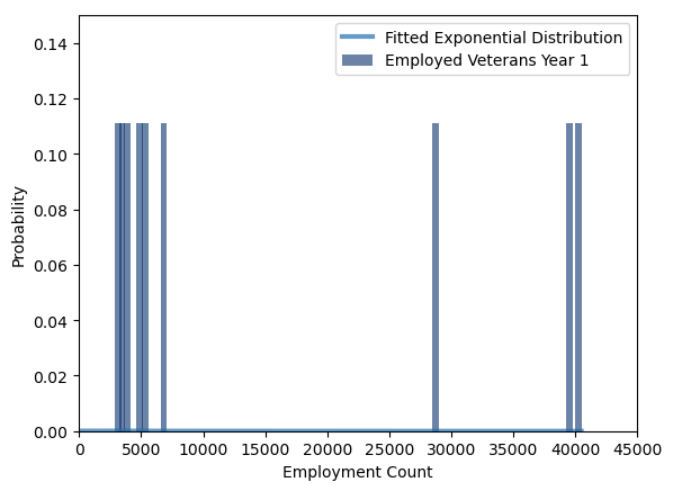 Fitted Exponential Distribution
Employed Veterans Year 1
0.14
0.12
0.10
0.08
0.06
0.04
0.02
0.00
Probability
0 5000 10000 15000 20000 25000 30000 35000 40000 45000
Employment Count